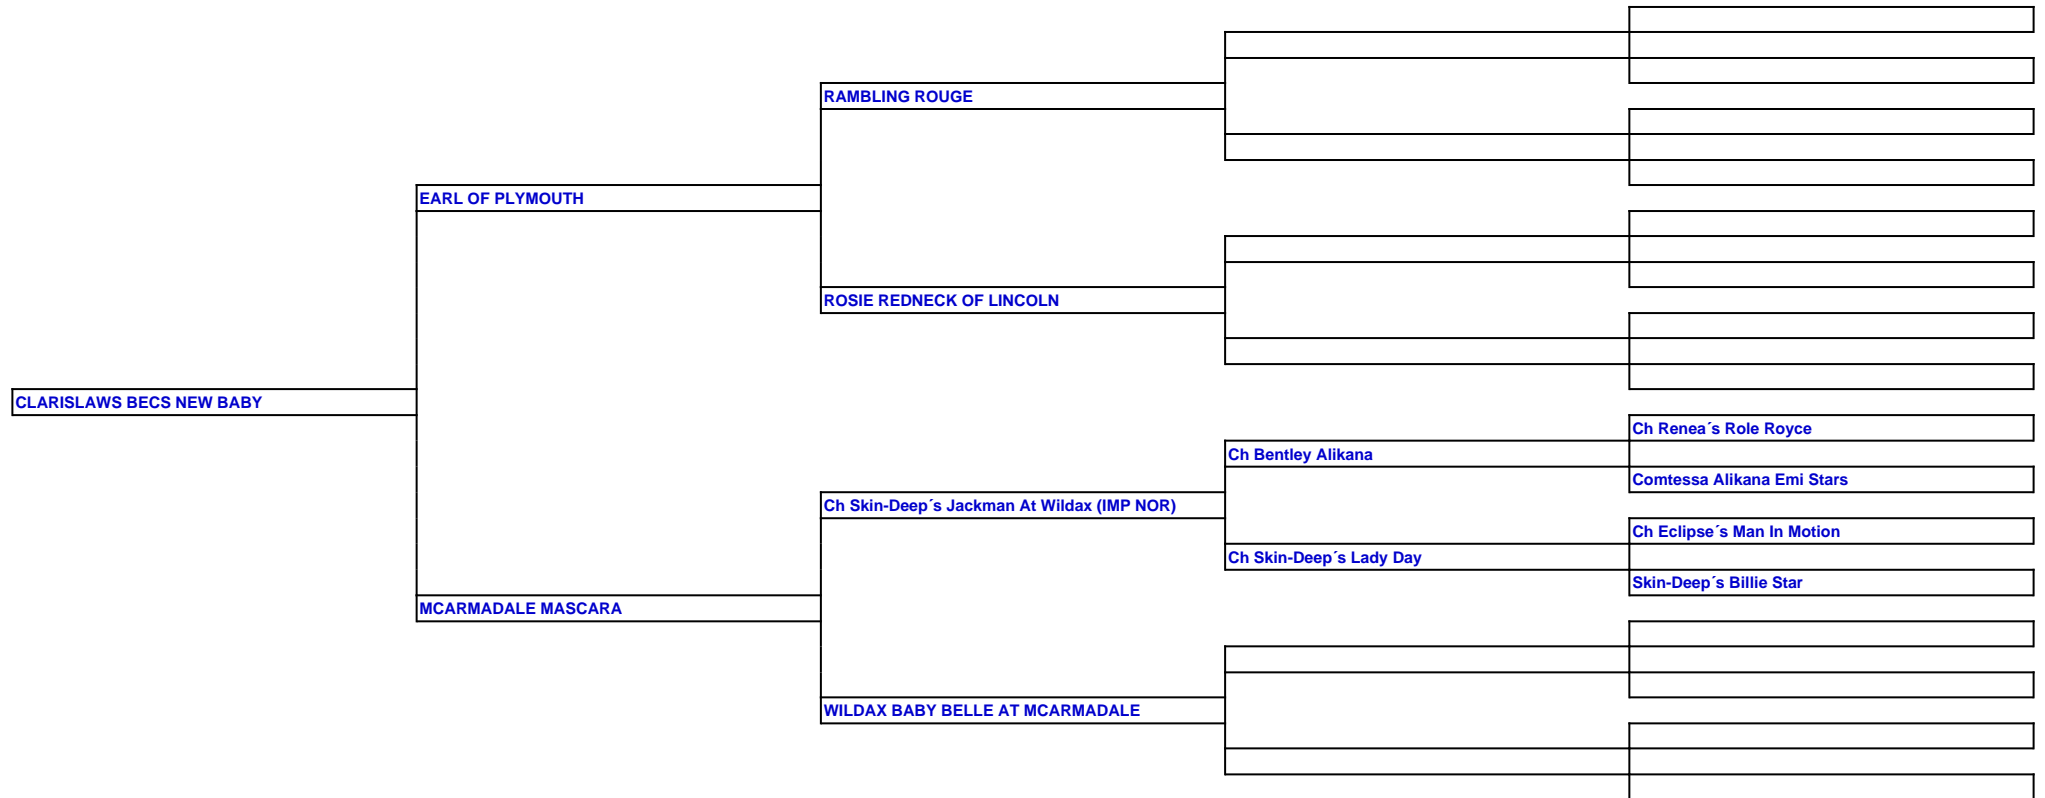 RAMBLING ROUGE
EARL OF PLYMOUTH
ROSIE REDNECK OF LINCOLN
CLARISLAWS BECS NEW BABY
Ch Renea´s Role Royce
Ch Bentley Alikana
Comtessa Alikana Emi Stars
Ch Skin-Deep´s Jackman At Wildax (IMP NOR)
Ch Eclipse´s Man In Motion
Ch Skin-Deep´s Lady Day
Skin-Deep´s Billie Star
MCARMADALE MASCARA
WILDAX BABY BELLE AT MCARMADALE